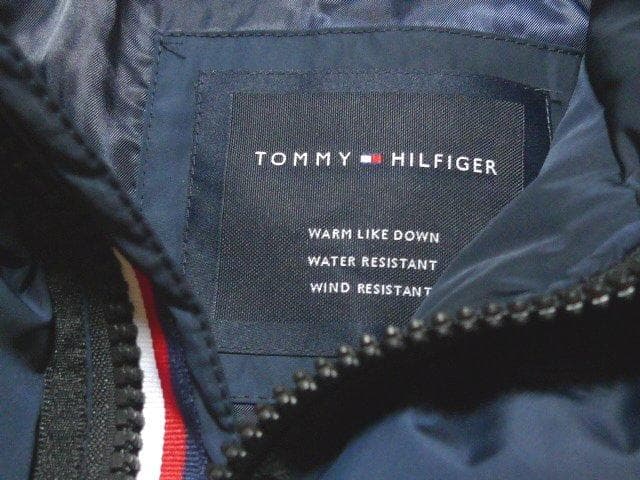 TOMMY HILFIGER
WARM LIKE DOWN
WATER RESISTANT
WIND RESISTANT